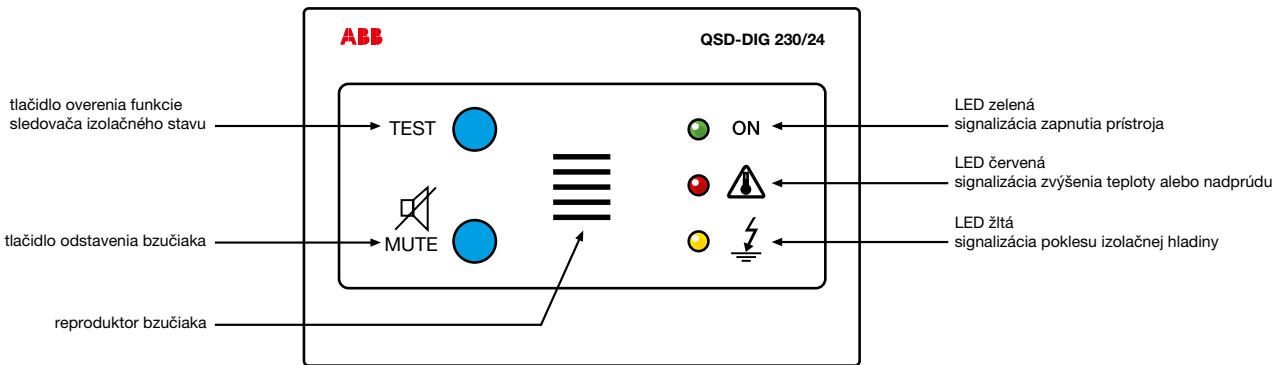 ABB
QSD-DIG 230/24
tlačidlo overenia funkcie
sledovača izolačného stavu
TEST
ON
LED zelená
signalizácia zapnutia prístroja
LED červená
signalizácia zvýšenia teploty alebo nadprúdu
tlačidlo odstavenia bzučiaka
MUTE
LED žltá
signalizácia poklesu izolačnej hladiny
reproduktor bzučiaka